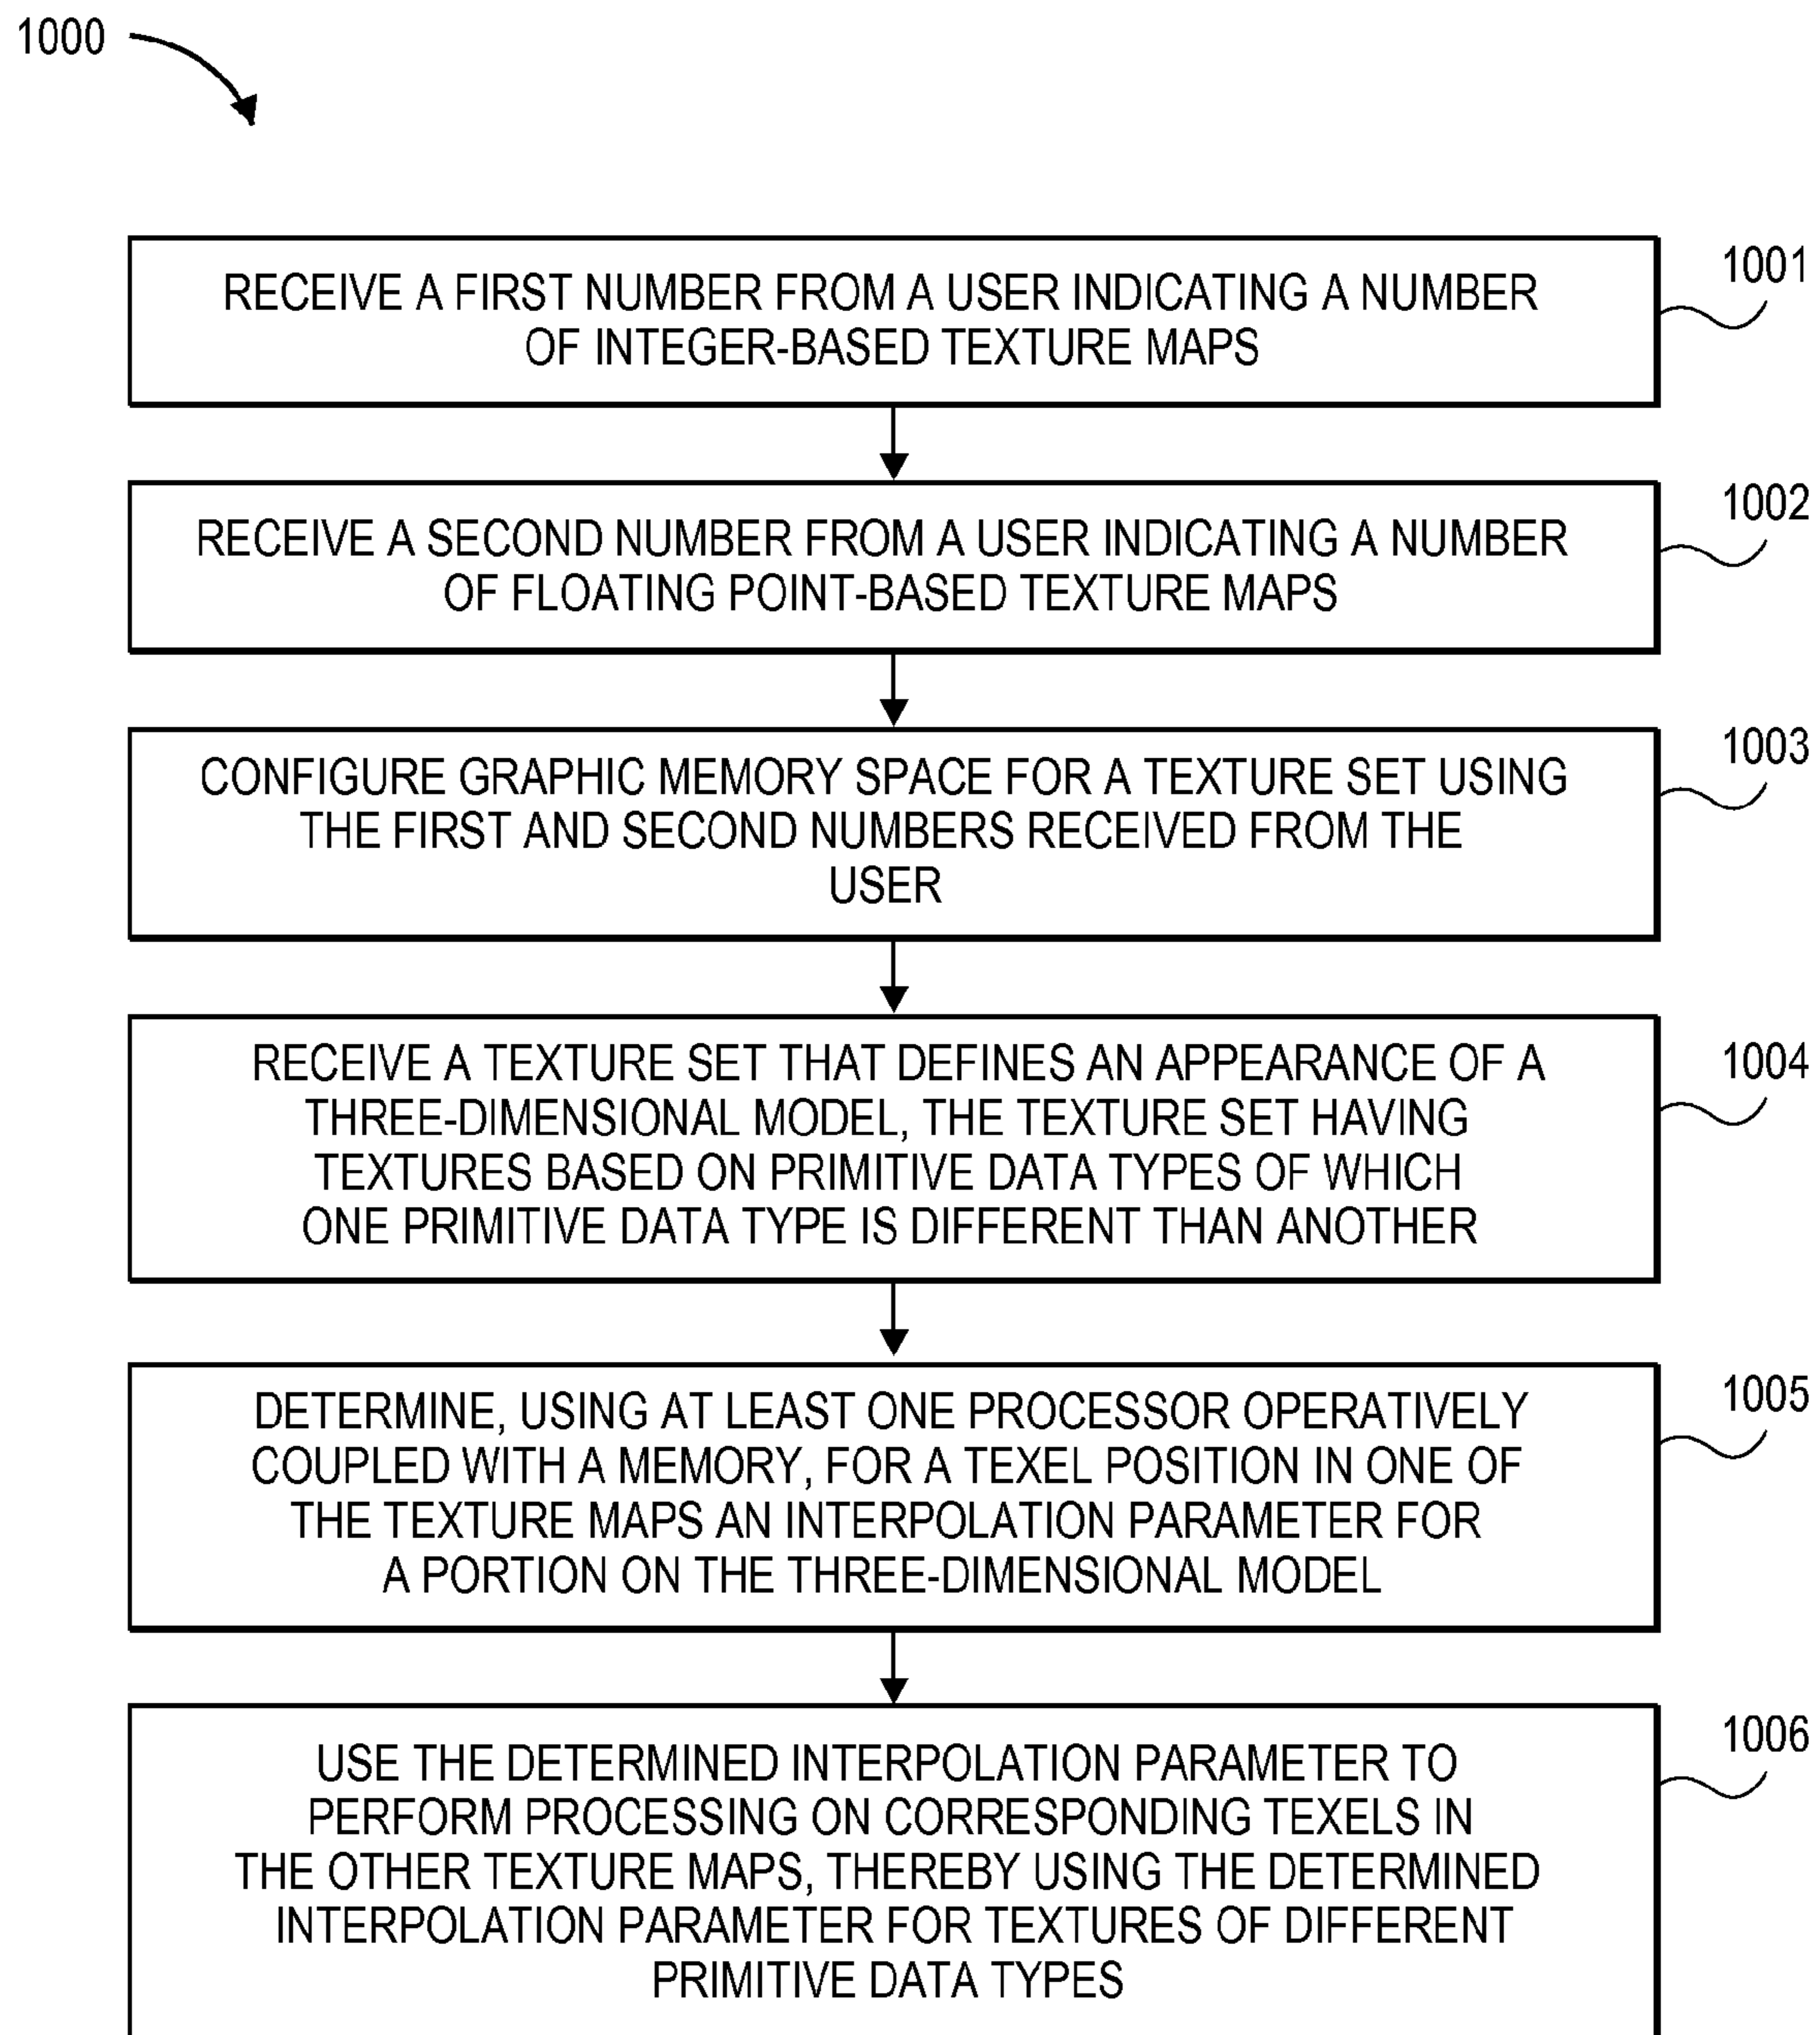 1000
RECEIVE A FIRST NUMBER FROM A USER INDICATING A NUMBER
OF INTEGER-BASED TEXTURE MAPS
1001
RECEIVE A SECOND NUMBER FROM A USER INDICATING A NUMBER
OF FLOATING POINT-BASED TEXTURE MAPS
1002
CONFIGURE GRAPHIC MEMORY SPACE FOR A TEXTURE SET USING
THE FIRST AND SECOND NUMBERS RECEIVED FROM THE
USER
1003
RECEIVE A TEXTURE SET THAT DEFINES AN APPEARANCE OF A
THREE-DIMENSIONAL MODEL, THE TEXTURE SET HAVING
TEXTURES BASED ON PRIMITIVE DATA TYPES OF WHICH
ONE PRIMITIVE DATA TYPE IS DIFFERENT THAN ANOTHER
1004
DETERMINE, USING AT LEAST ONE PROCESSOR OPERATIVELY
COUPLED WITH A MEMORY, FOR A TEXEL POSITION IN ONE OF
THE TEXTURE MAPS AN INTERPOLATION PARAMETER FOR
A PORTION ON THE THREE-DIMENSIONAL MODEL
1005
USE THE DETERMINED INTERPOLATION PARAMETER TO
PERFORM PROCESSING ON CORRESPONDING TEXELS IN
THE OTHER TEXTURE MAPS, THEREBY USING THE DETERMINED
INTERPOLATION PARAMETER FOR TEXTURES OF DIFFERENT
PRIMITIVE DATA TYPES
1006